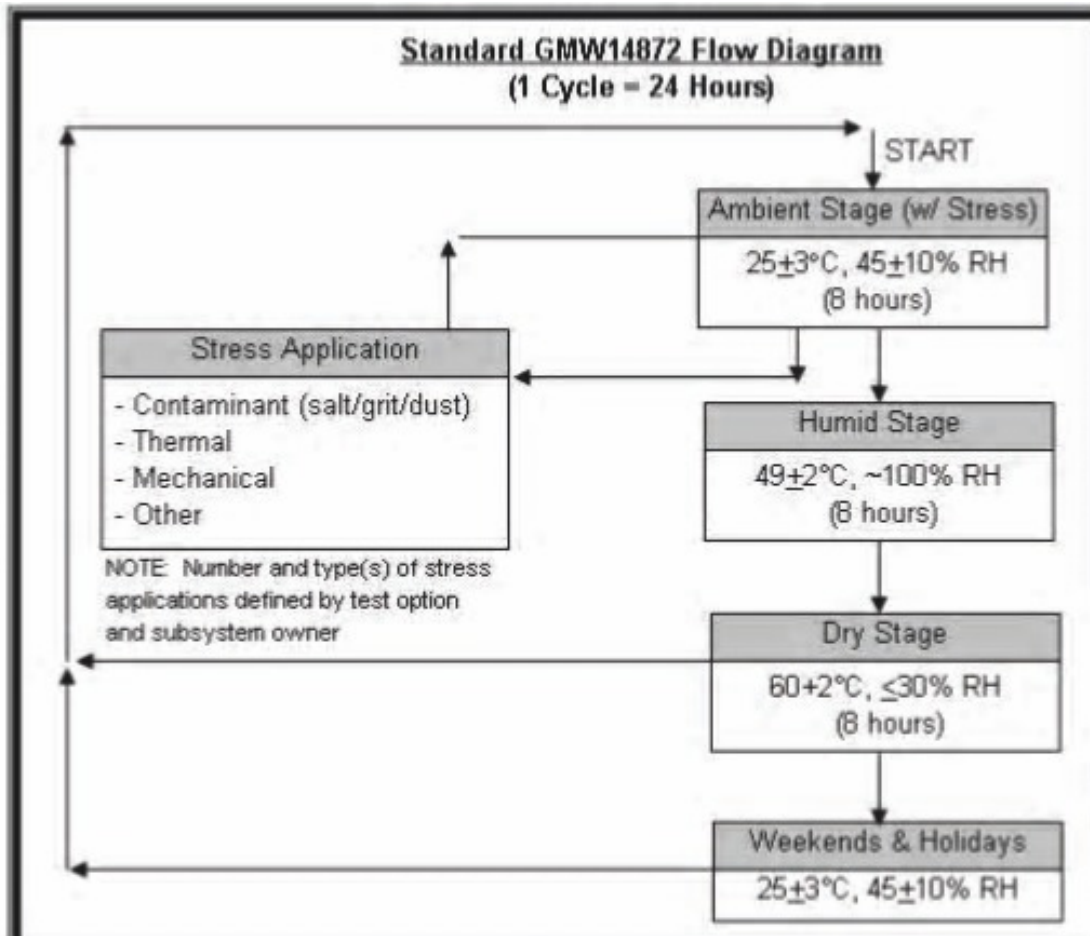 Standard GMW14872 Flow Diagram
(1 Cycle = 24 Hours)
START
Ambient Stage (w/ Stress)
25±3°C, 45±10% RH
(8 hours)
Stress Application
- Contaminant (salt/grit/dust)
- Thermal
- Mechanical
- Other
NOTE: Number and type(s) of stress
applications defined by test option
and subsystem owner
Humid Stage
49±2°C, ~100% RH
(8 hours)
Dry Stage
60+2°C, ≤30% RH
(8 hours)
Weekends & Holidays
25±3°C, 45±10% RH